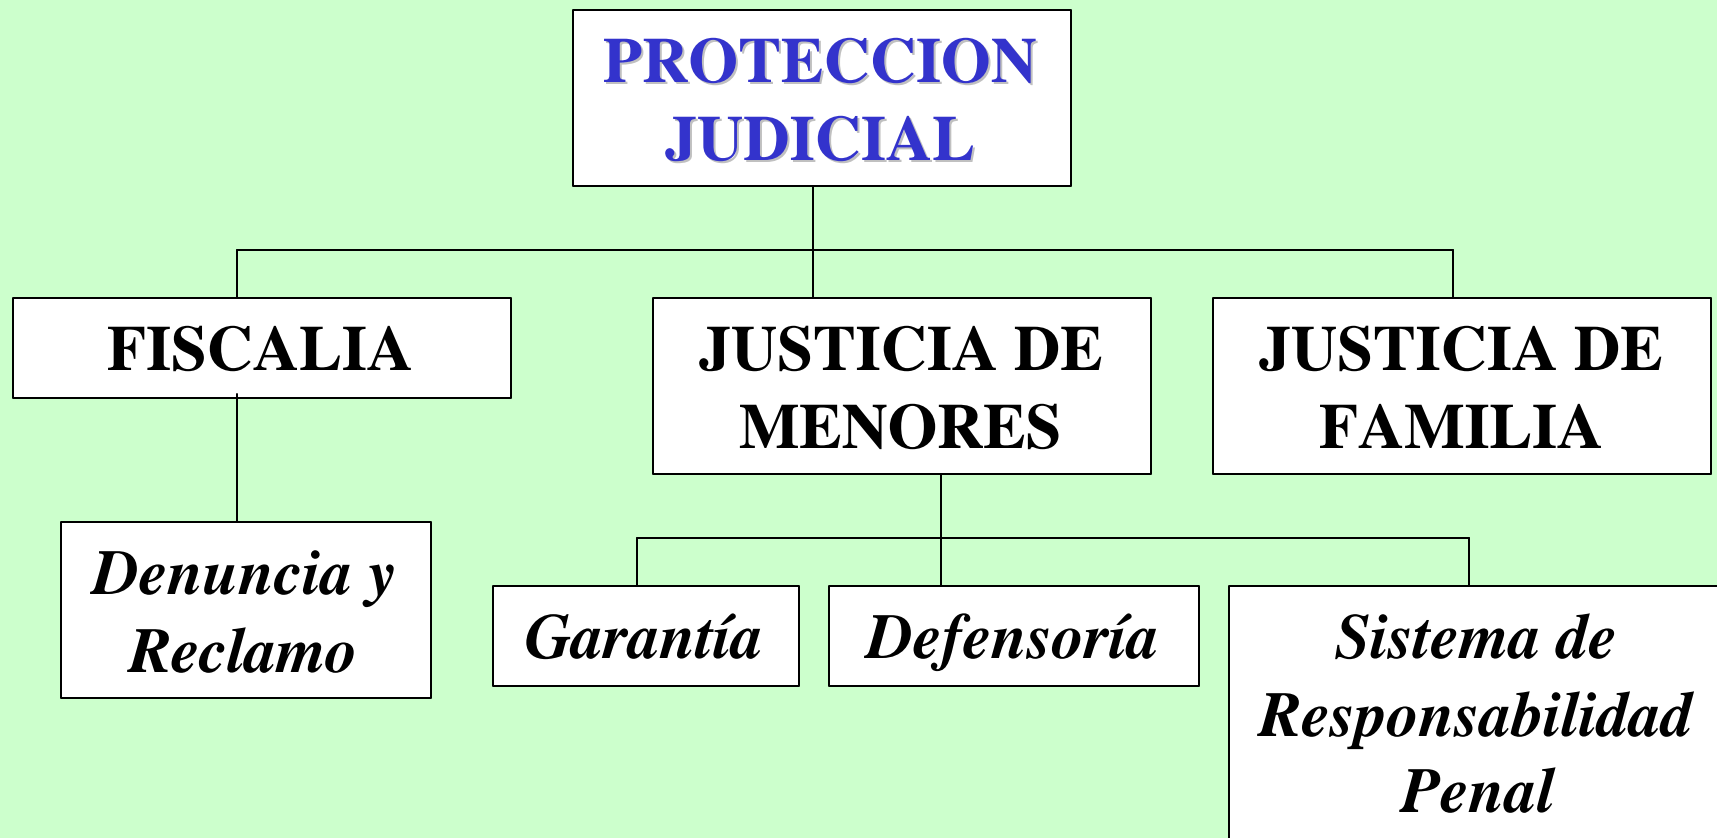 PROTECCION
JUDICIAL
FISCALIA
JUSTICIA DE
MENORES
JUSTICIA DE
FAMILIA
Denuncia y
Reclamo
Garantía
Defensoría
Sistema de
Responsabilidad
Penal